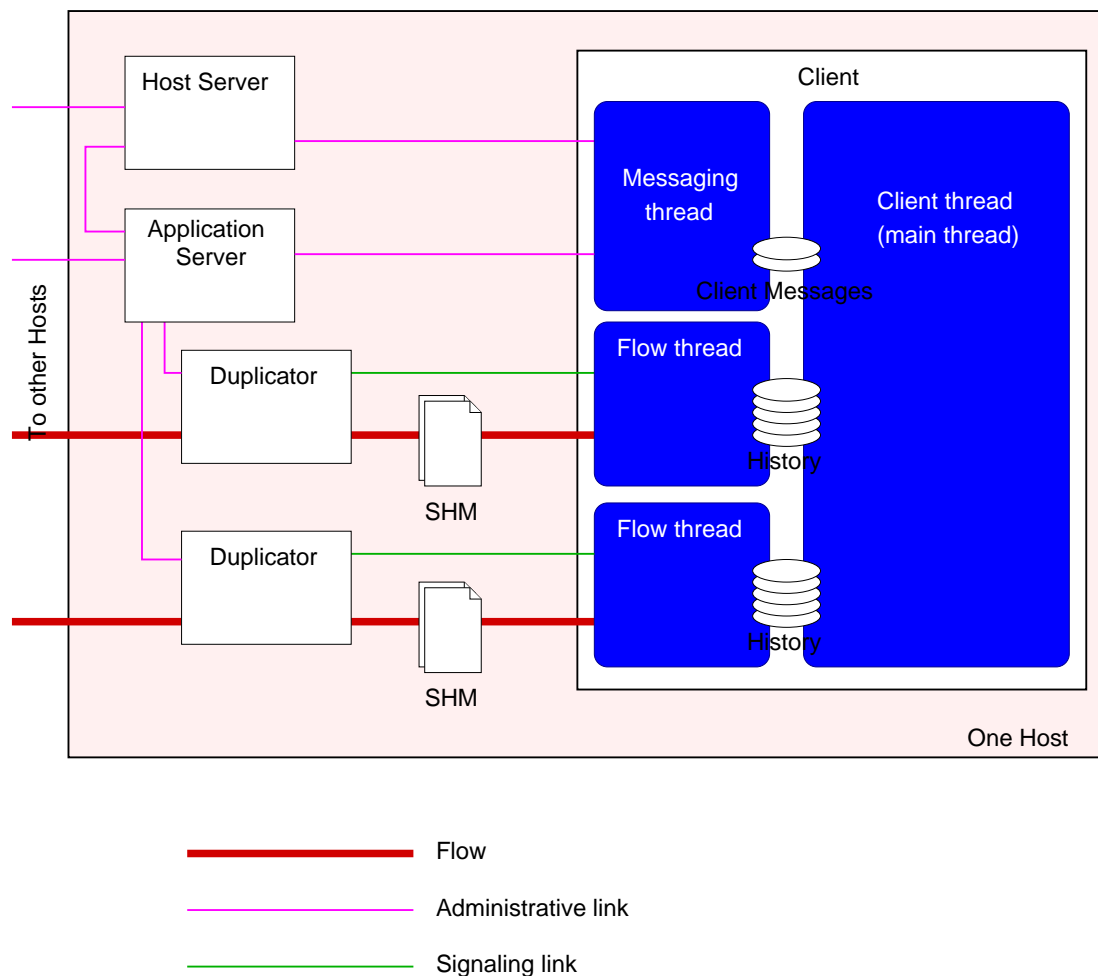 Host Server
Client
Messaging
thread
Client thread
(main thread)
Application
Server
Client Messages
To other Hosts
Duplicator
Flow thread
History
SHM
Duplicator
Flow thread
History
SHM
One Host
Flow
Administrative link
Signaling link